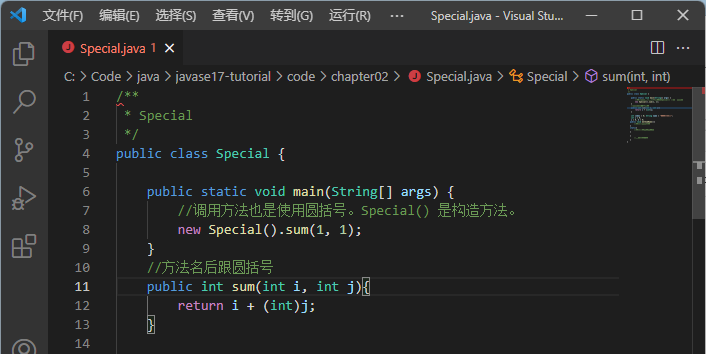 文件(F) 编辑(E) 选择(S) 查看(V) 转到(G) 运行(R) ··· Special.java - Visual Stu...
Special.java 1
C: > Code > java > javase17-tutorial > code > chapter02 > Special.java > Special > sum(int, int)
1 /**
2 * Special
3 */
4 public class Special {
5
6 public static void main(String[] args) {
7 //调用方法也是使用圆括号。Special() 是构造方法。
8 new Special().sum(1, 1);
9 }
10 //方法名后跟圆括号
11 public int sum(int i, int j){
12 return i + (int)j;
13 }
14